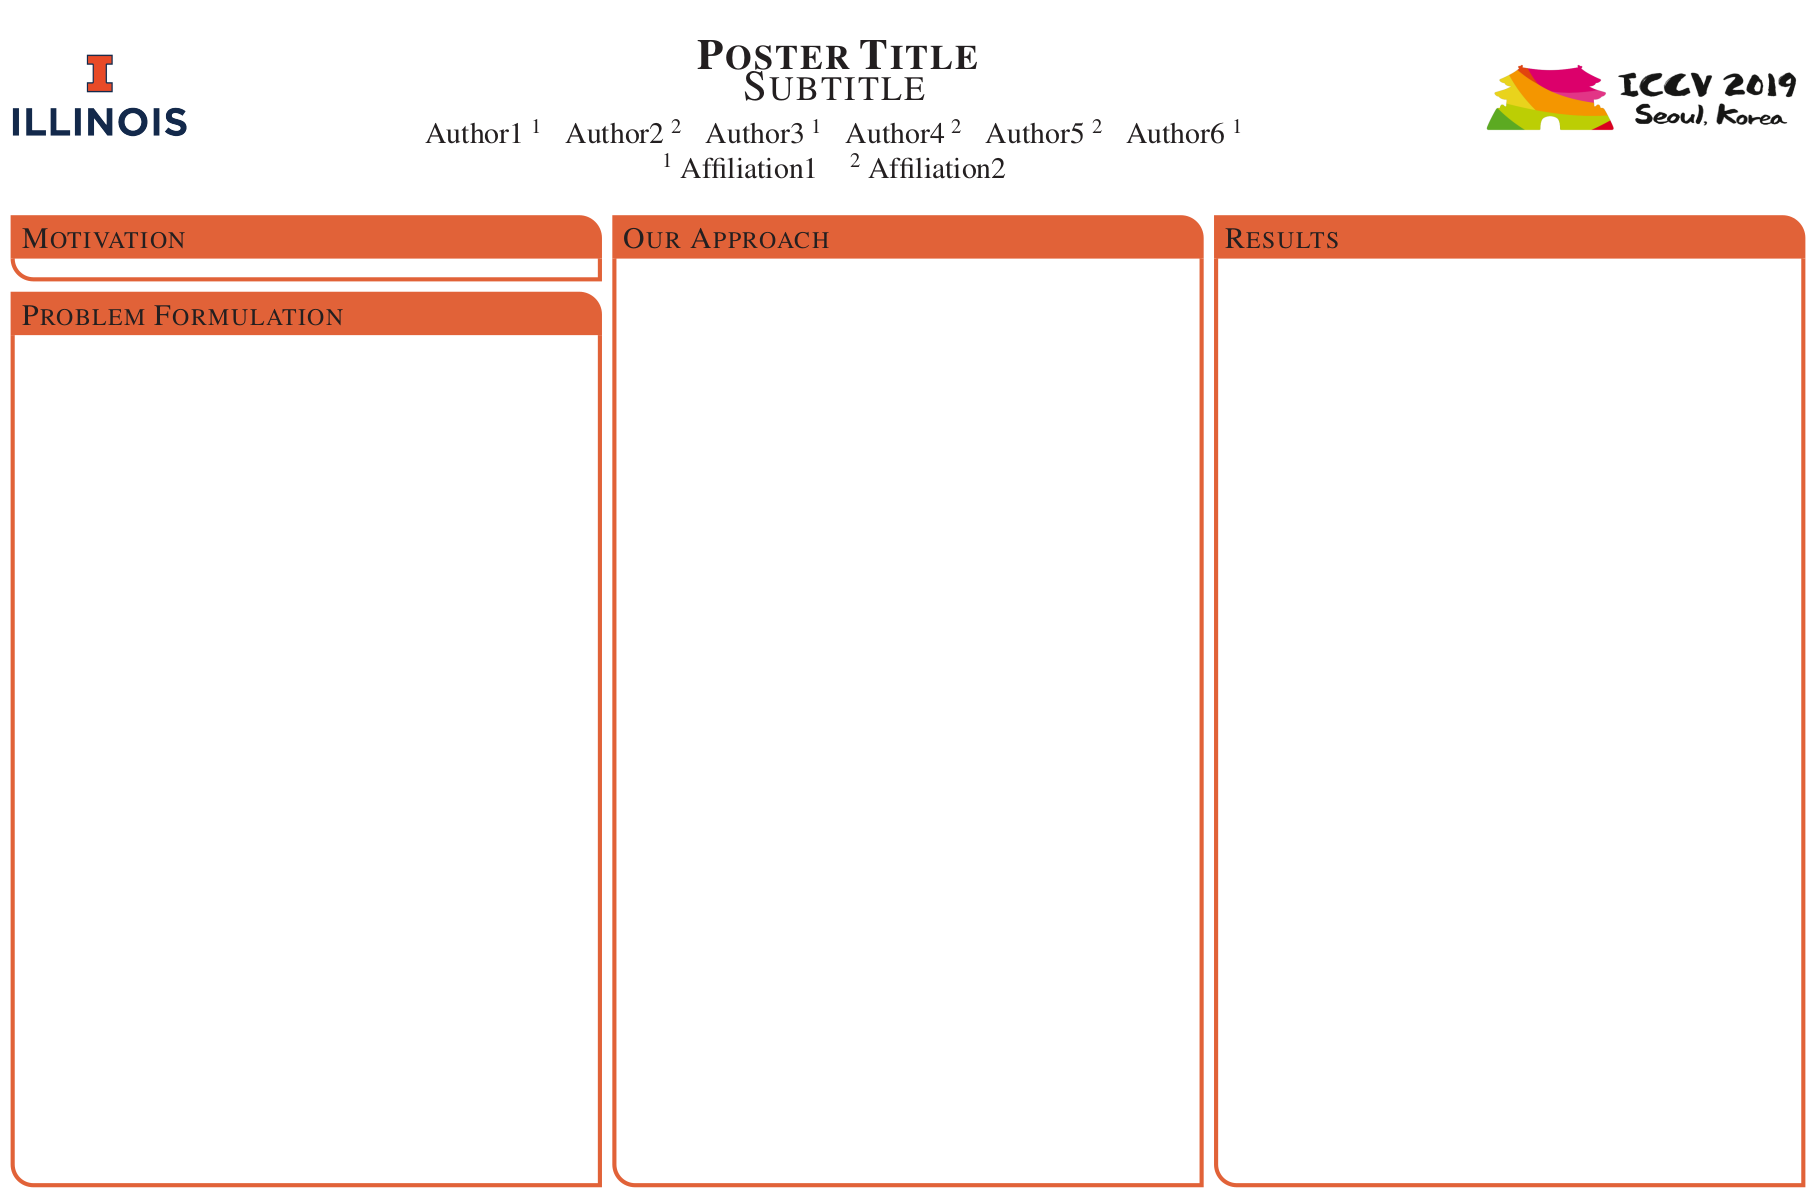 I
ILLINOIS
POSTER TITLE
SUBTITLE
Author1 1 Author2 2 Author3 1 Author4 2 Author5 2 Author6 1
1 Affiliation1 2 Affiliation2
ICCV 2019
Seoul, Korea
MOTIVATION
PROBLEM FORMULATION
OUR APPROACH
RESULTS